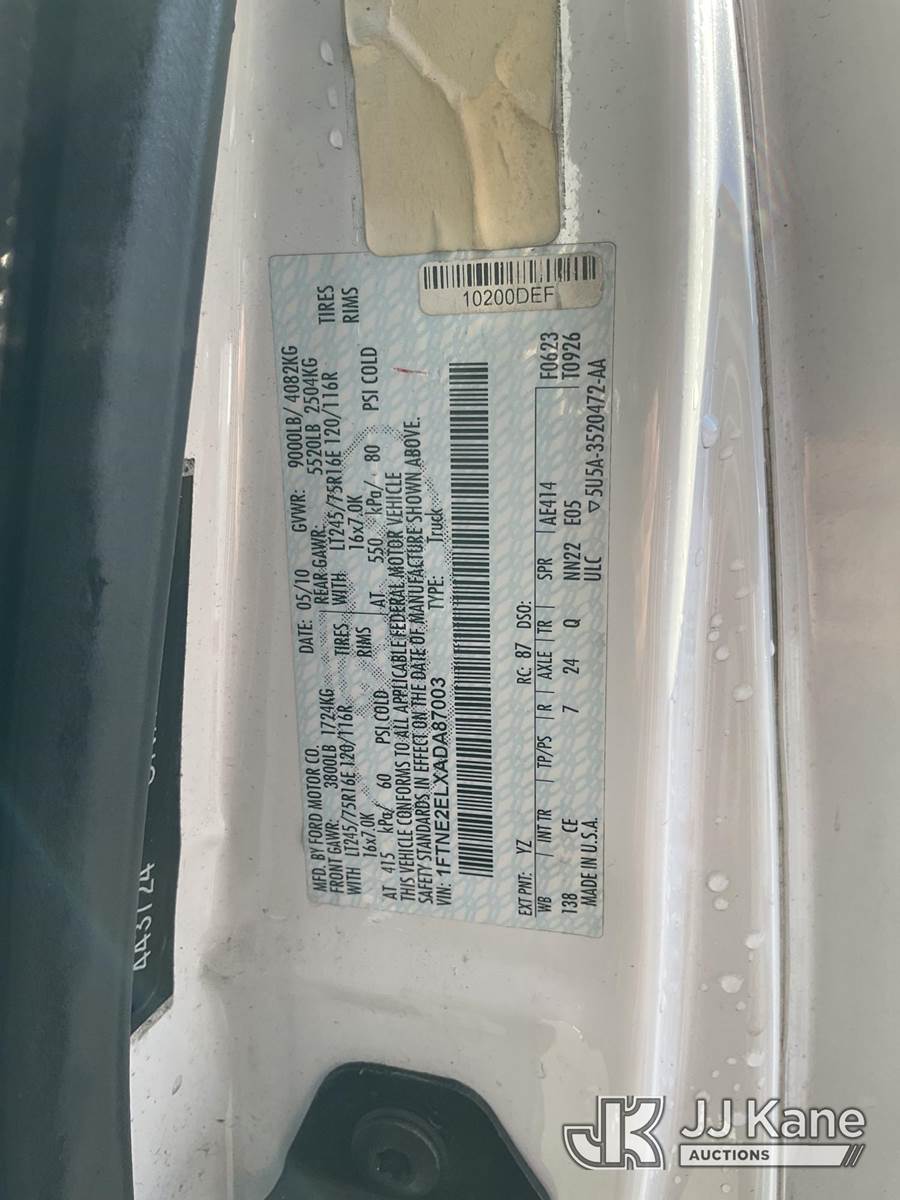 10200DEF
MFD. BY FORD MOTOR CO. DATE: 05/10 GVWR: 9000LB/ 4082KG
FRONT GAWR: 3800LB 1724KG REAR GAWR: 5520LB 2504KG
WITH LT245/75R16E 120/116R TIRES WITH LT245/75R16E 120/116R TIRES
16x7.0K RIMS 16x7.0K RIMS
AT 415 kPa/ 60 PSI COLD AT 550 kPa/ 80 PSI COLD
THIS VEHICLE CONFORMS TO ALL APPLICABLE FEDERAL MOTOR VEHICLE
SAFETY STANDARDS IN EFFECT ON THE DATE OF MANUFACTURE SHOWN ABOVE.
VIN: 1FTNE2ELXADA87003 TYPE: Truck
EXT PNT: YZ RC: 87 DSO: F0623
WB INT TR TP/PS R AXLE TR SPR AE414 T0926
138 CE 7 24 Q NN22 E05
MADE IN U.S.A. ULC ▽5U5A-3520472-AA
443124
JJ Kane
AUCTIONS